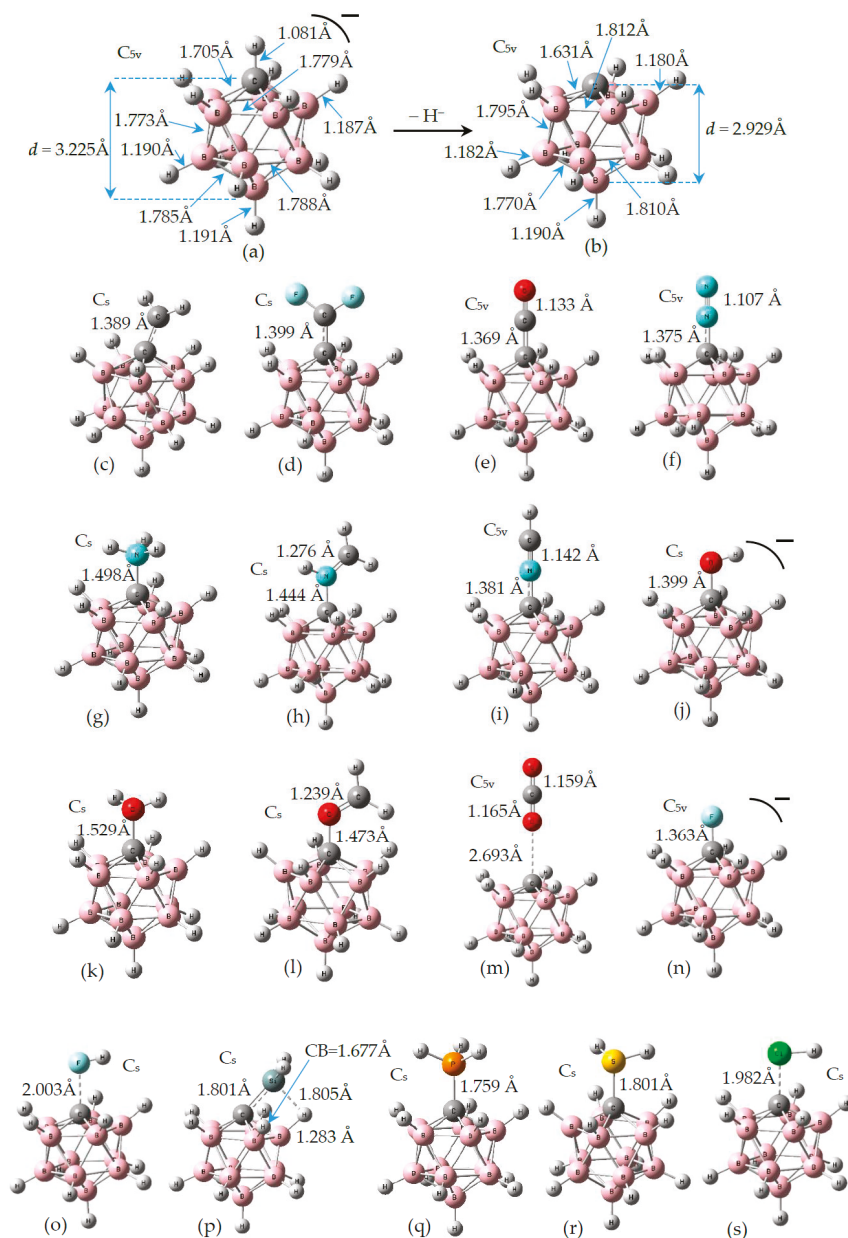 C5v
1.705Å
1.081Å
1.779Å
–
1.773Å
1.187Å
d = 3.225Å
1.190Å
1.785Å
1.788Å
1.191Å
(a)
– H⁻
C5v
1.812Å
1.631Å
1.180Å
1.795Å
d = 2.929Å
1.182Å
1.770Å
1.810Å
1.190Å
(b)
Cs
1.389 Å
(c)
Cs
1.399 Å
(d)
C5v
1.133 Å
1.369 Å
(e)
C5v
1.107 Å
1.375 Å
(f)
Cs
1.498Å
(g)
1.276 Å
Cs
1.444 Å
(h)
C5v
1.142 Å
1.381 Å
(i)
Cs
–
1.399 Å
(j)
Cs
1.529Å
(k)
1.239Å
Cs
1.473Å
(l)
C5v
1.159Å
1.165Å
2.693Å
(m)
C5v
–
1.363Å
(n)
Cs
2.003Å
(o)
Cs
CB=1.677Å
1.801Å
1.805Å
1.283 Å
(p)
1.759 Å
Cs
(q)
Cs
1.801Å
(r)
1.982Å
Cs
(s)